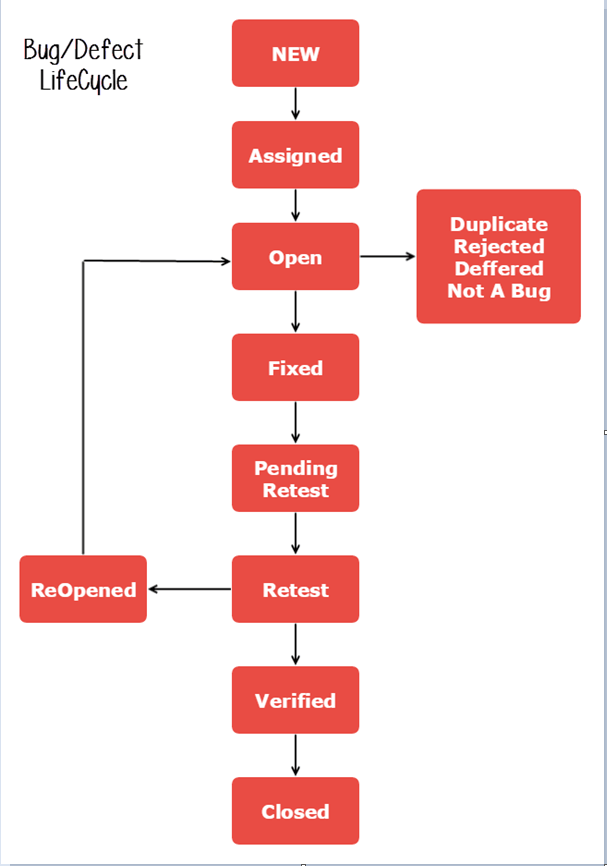 Bug/Defect
LifeCycle
NEW
Assigned
Open
Duplicate
Rejected
Deffered
Not A Bug
Fixed
Pending
Retest
ReOpened
Retest
Verified
Closed